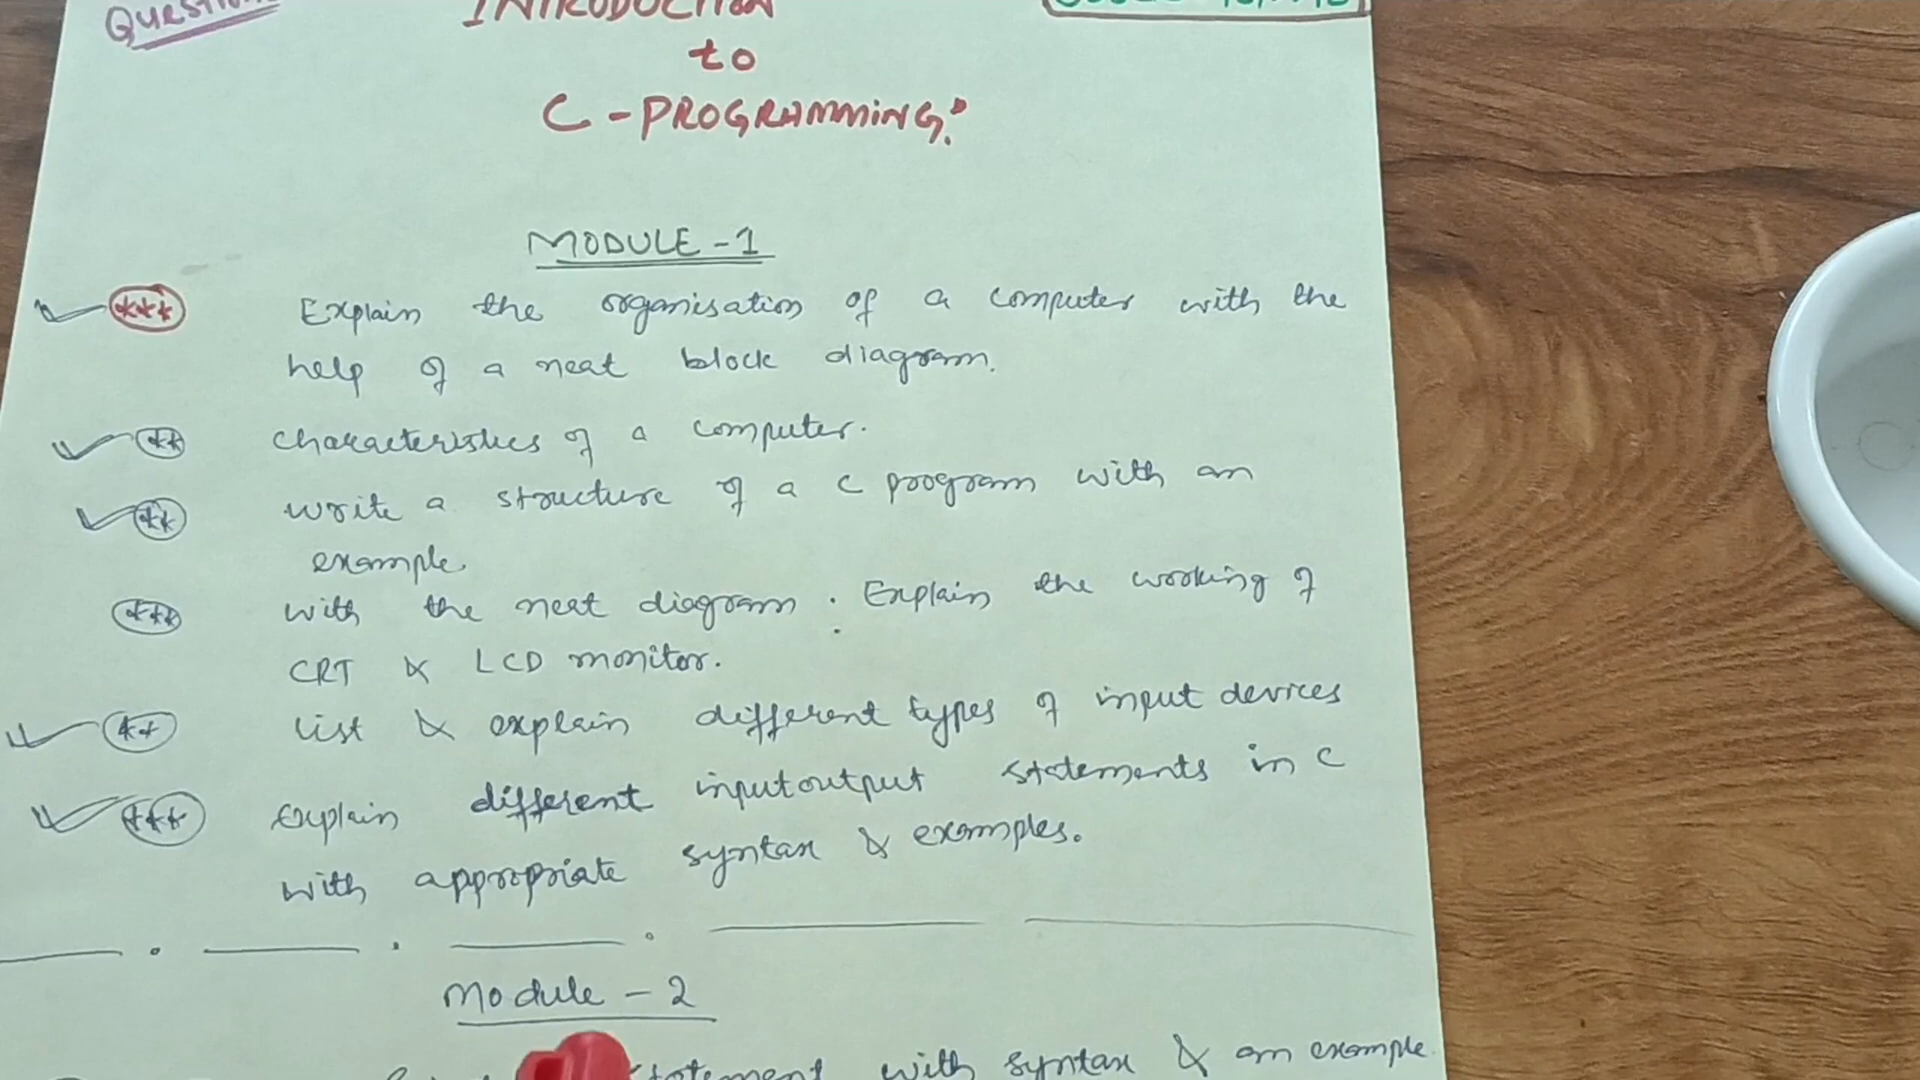 INTRODUCTION
to
C-PROGRAMMING:
MODULE-1
*** Explain the organisation of a computer with the
help of a neat block diagram.
** characteristics of a computer.
** write a structure of a c program with an
example.
*** with the neat diagram. Explain the working of
CRT & LCD monitor.
** List & explain different types of input devices
*** Explain different inputoutput statements in c
with appropriate syntax & examples.
Module - 2
statement with syntax & an example.